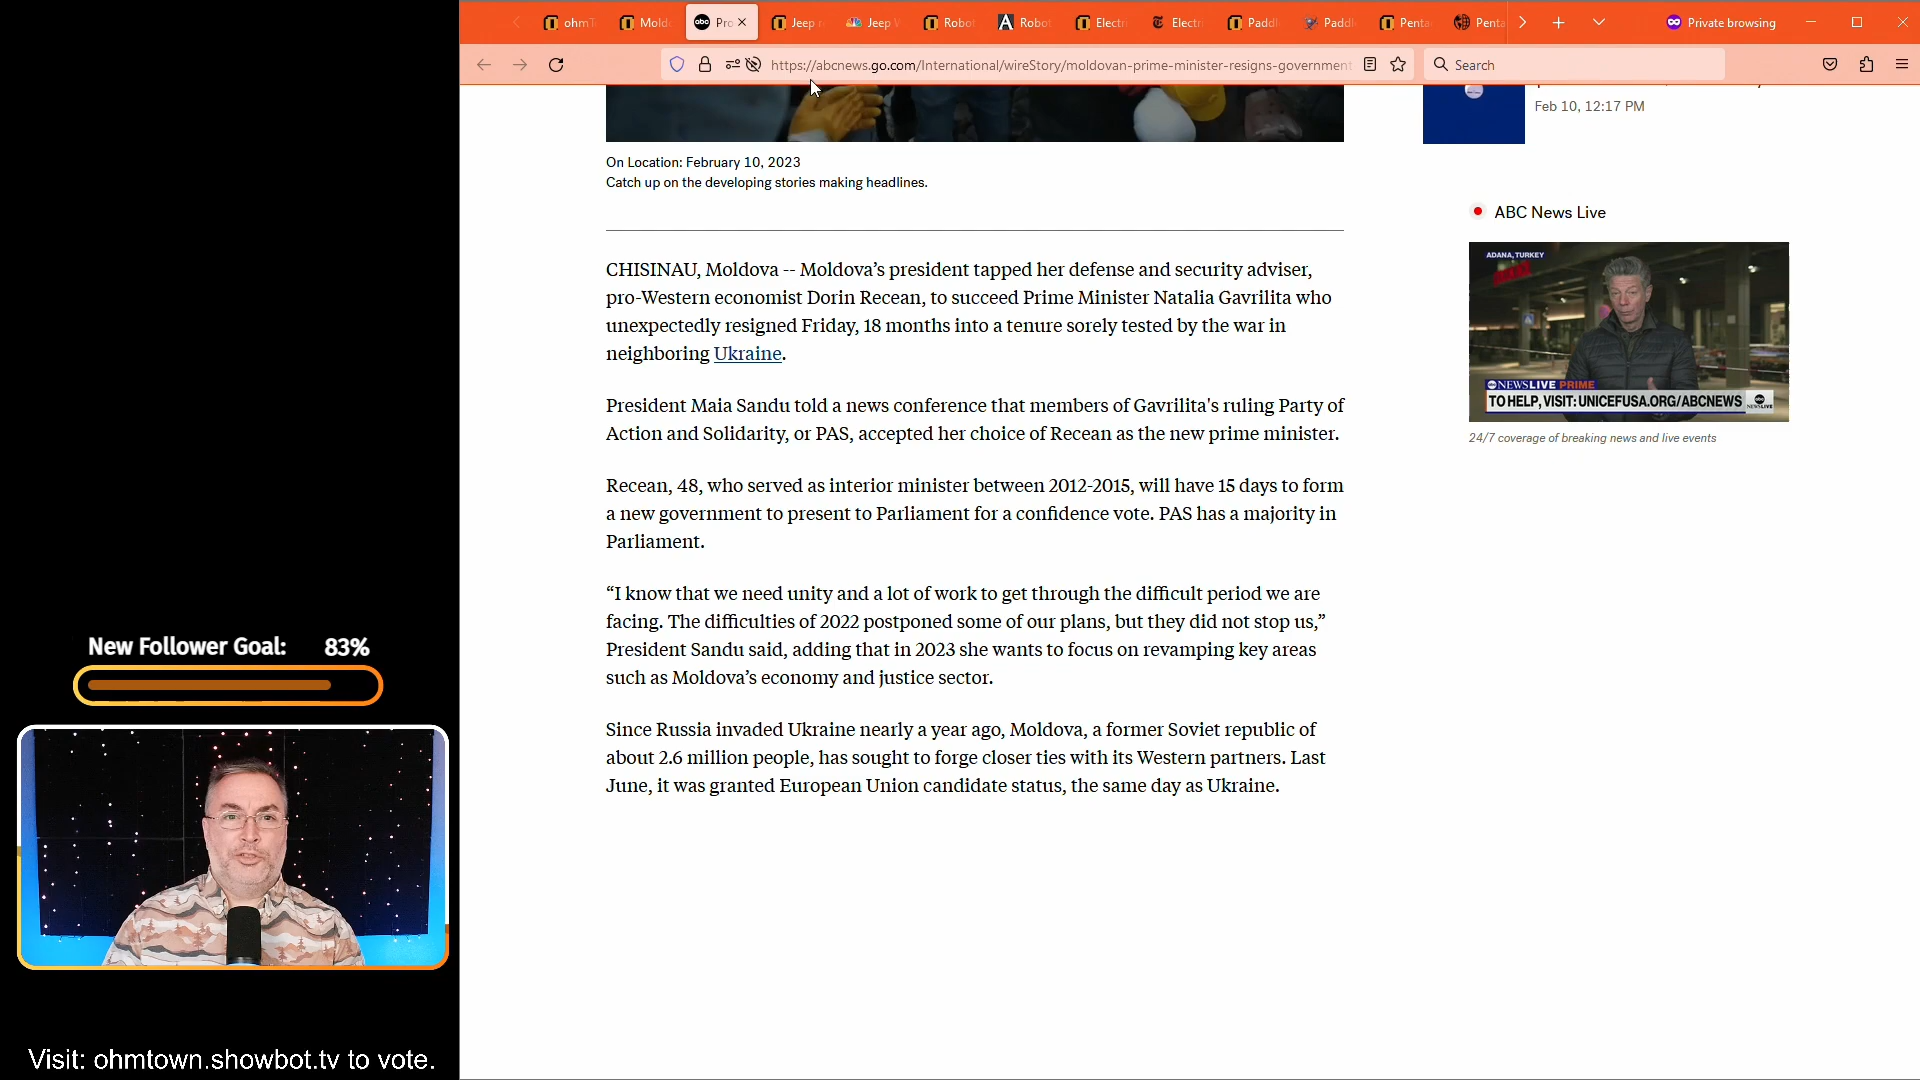 ohmT
Mold
abc
Pro
Jeep r
Jeep W
Robot
Robot
Electri
Electri
Paddl
Paddl
Penta
Penta
Private browsing
https://abcnews.go.com/International/wireStory/moldovan-prime-minister-resigns-government
Search
Feb 10, 12:17 PM
On Location: February 10, 2023
Catch up on the developing stories making headlines.
ABC News Live
ADANA, TURKEY
NEWSLIVE PRIME
TO HELP, VISIT: UNICEFUSA.ORG/ABCNEWS
abc
NEWSLIVE
24/7 coverage of breaking news and live events
CHISINAU, Moldova -- Moldova’s president tapped her defense and security adviser,
pro-Western economist Dorin Recean, to succeed Prime Minister Natalia Gavrilita who
unexpectedly resigned Friday, 18 months into a tenure sorely tested by the war in
neighboring Ukraine.
President Maia Sandu told a news conference that members of Gavrilita's ruling Party of
Action and Solidarity, or PAS, accepted her choice of Recean as the new prime minister.
Recean, 48, who served as interior minister between 2012-2015, will have 15 days to form
a new government to present to Parliament for a confidence vote. PAS has a majority in
Parliament.
“I know that we need unity and a lot of work to get through the difficult period we are
facing. The difficulties of 2022 postponed some of our plans, but they did not stop us,”
President Sandu said, adding that in 2023 she wants to focus on revamping key areas
such as Moldova’s economy and justice sector.
Since Russia invaded Ukraine nearly a year ago, Moldova, a former Soviet republic of
about 2.6 million people, has sought to forge closer ties with its Western partners. Last
June, it was granted European Union candidate status, the same day as Ukraine.
New Follower Goal: 83%
Visit: ohmtown.showbot.tv to vote.